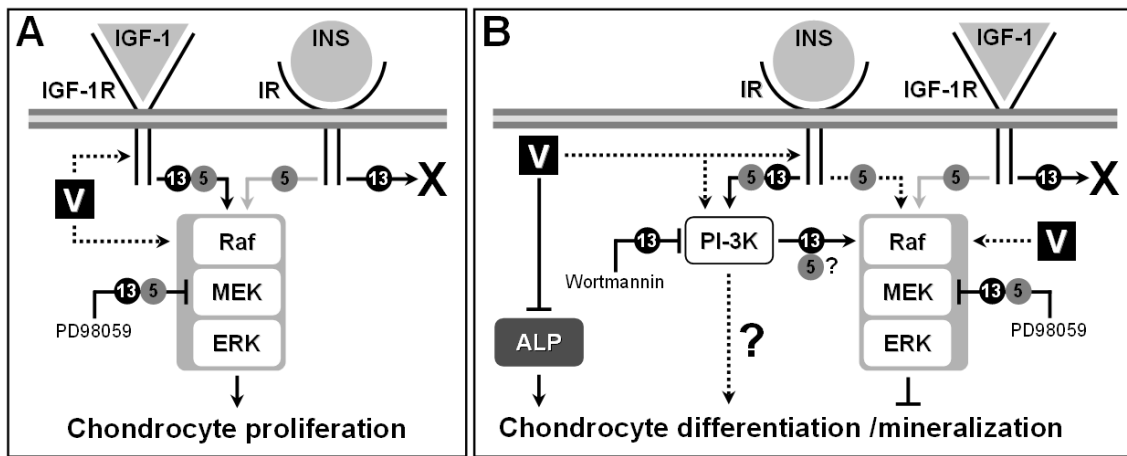 A
IGF-1
INS
IGF-1R
IR
V
13
5
5
13
X
Raf
13
5
MEK
PD98059
ERK
Chondrocyte proliferation
B
INS
IGF-1
IR
IGF-1R
V
5
13
5
5
13
X
13
PI-3K
13
5
?
Raf
V
Wortmannin
MEK
13
5
PD98059
ALP
?
ERK
Chondrocyte differentiation /mineralization